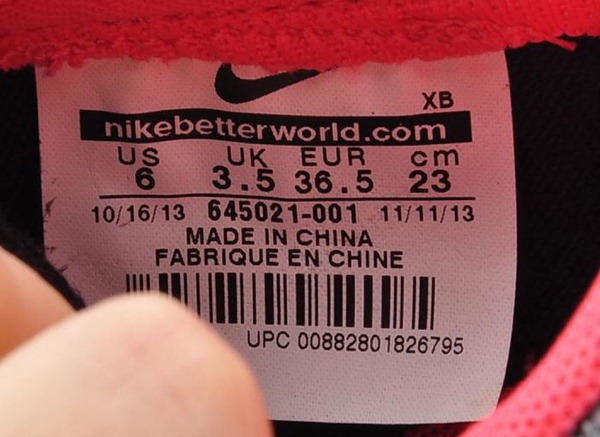 XB
nikebetterworld.com
US UK EUR cm
6 3.5 36.5 23
10/16/13 645021-001 11/11/13
MADE IN CHINA
FABRIQUE EN CHINE
UPC 00882801826795